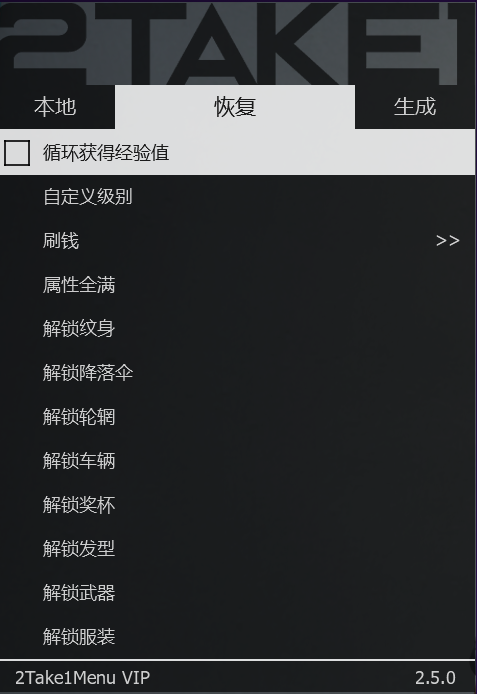 2TAKE1
本地 恢复 生成
循环获得经验值
自定义级别
刷钱 >>
属性全满
解锁纹身
解锁降落伞
解锁轮辋
解锁车辆
解锁奖杯
解锁发型
解锁武器
解锁服装
2Take1Menu VIP 2.5.0